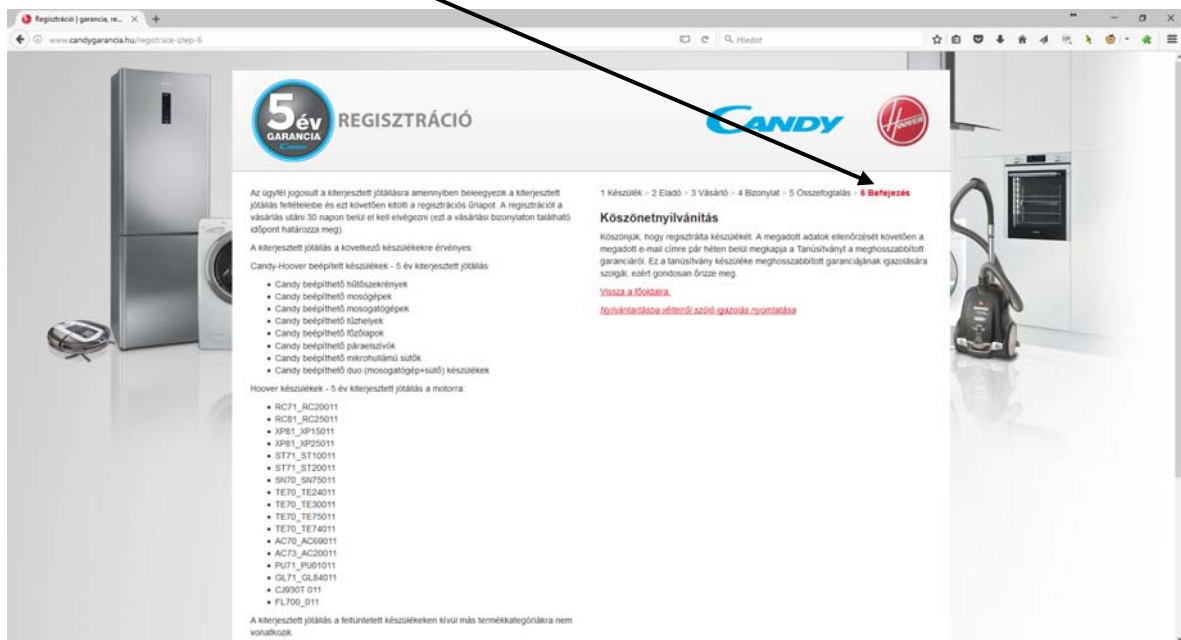 Regisztráció | garancia, re...
www.candygarancia.hu/registrace-step-6
Hledat
5 év
GARANCIA
Candy
REGISZTRÁCIÓ
CANDY
Hoover
Az ügyfél jogosult a kiterjesztett jótállásra amennyiben beleegyezik a kiterjesztett
jótállás feltételeibe és ezt követően kitölti a regisztrációs űrlapot. A regisztrációt a
vásárlás utáni 30 napon belül el kell elvégezni (ezt a vásárlási bizonylaton található
időpont határozza meg).
A kiterjesztett jótállás a következő készülékekre érvényes:
Candy-Hoover beépített készülékek - 5 év kiterjesztett jótállás:
• Candy beépíthető hűtőszekrények
• Candy beépíthető mosógépek
• Candy beépíthető mosogatógépek
• Candy beépíthető tűzhelyek
• Candy beépíthető főzőlapok
• Candy beépíthető páraelszívók
• Candy beépíthető mikrohullámú sütők
• Candy beépíthető duo (mosogatógép+sütő) készülékek
Hoover készülékek - 5 év kiterjesztett jótállás a motorra:
• RC71_RC20011
• RC81_RC25011
• XP81_XP15011
• XP81_XP25011
• ST71_ST10011
• ST71_ST20011
• SN70_SN75011
• TE70_TE24011
• TE70_TE30011
• TE70_TE75011
• TE70_TE74011
• AC70_AC69011
• AC73_AC20011
• PU71_PU01011
• GL71_GL84011
• CJ930T 011
• FL700_011
A kiterjesztett jótállás a feltüntetett készülékeken kívül más termékkategóriákra nem
vonatkozik.
1 Készülék > 2 Eladó > 3 Vásárló > 4 Bizonylat > 5 Összefoglalás > 6 Befejezés
Köszönetnyilvánítás
Köszönjük, hogy regisztrálta készülékét. A megadott adatok ellenőrzését követően a
megadott e-mail címre pár héten belül megkapja a Tanúsítványt a meghosszabbított
garanciáról. Ez a tanúsítvány készüléke meghosszabbított garanciájának igazolására
szolgál, ezért gondosan őrizze meg.
Vissza a főoldalra.
Nyilvántartásba vételről szóló igazolás nyomtatása